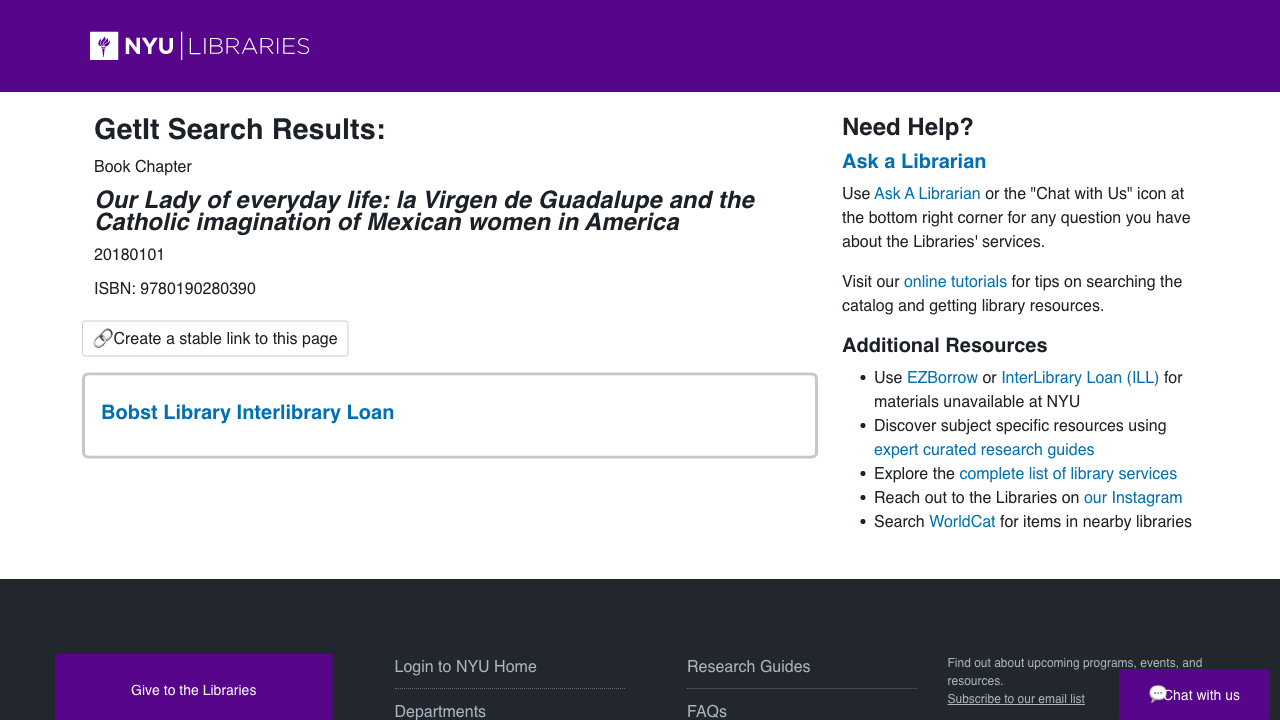 NYU LIBRARIES
GetIt Search Results:
Book Chapter
Our Lady of everyday life: la Virgen de Guadalupe and the
Catholic imagination of Mexican women in America
20180101
ISBN: 9780190280390
Create a stable link to this page
Bobst Library Interlibrary Loan
Need Help?
Ask a Librarian
Use Ask A Librarian or the "Chat with Us" icon at
the bottom right corner for any question you have
about the Libraries' services.
Visit our online tutorials for tips on searching the
catalog and getting library resources.
Additional Resources
Use EZBorrow or InterLibrary Loan (ILL) for
materials unavailable at NYU
Discover subject specific resources using
expert curated research guides
Explore the complete list of library services
Reach out to the Libraries on our Instagram
Search WorldCat for items in nearby libraries
Give to the Libraries
Login to NYU Home
Departments
Research Guides
FAQs
Find out about upcoming programs, events, and
resources.
Subscribe to our email list
Chat with us